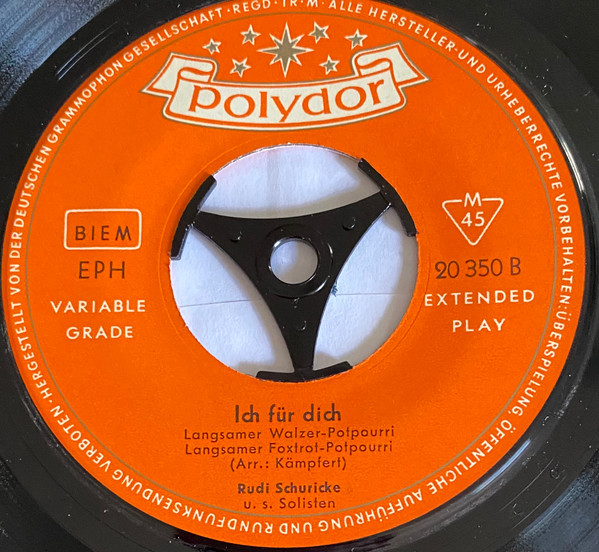 HERGESTELLT VON DER DEUTSCHEN GRAMMOPHON GESELLSCHAFT · REGD · TR · M · ALLE HERSTELLER- UND URHEBERRECHTE VORBEHALTEN · ÜBERSPIELUNG ÖFFENTLICHE AUFFÜHRUNG UND RUNDFUNKSENDUNG VERBOTEN ·
polydor
BIEM
EPH
VARIABLE
GRADE
M
45
20 350 B
EXTENDED
PLAY
Ich für dich
Langsamer Walzer-Potpourri
Langsamer Foxtrot-Potpourri
(Arr.: Kämpfert)
Rudi Schuricke
u. s. Solisten